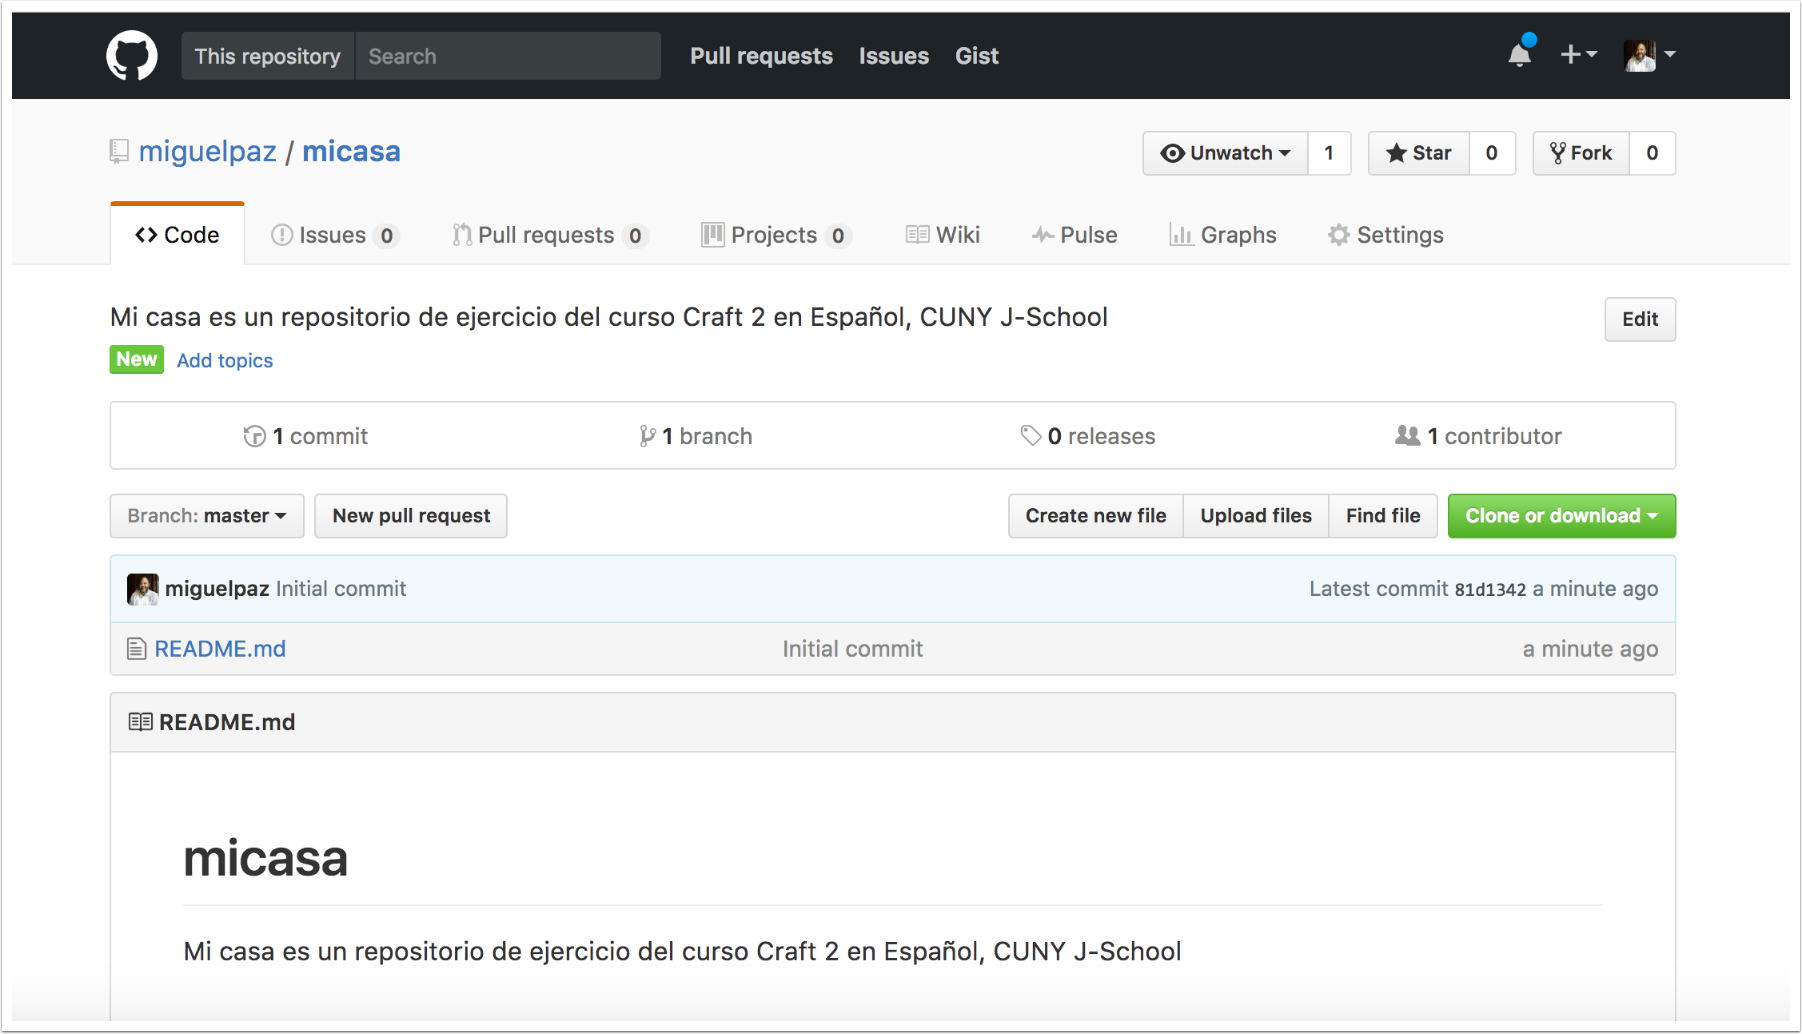 This repository Search Pull requests Issues Gist
miguelpaz / micasa Unwatch 1 Star 0 Fork 0
Code Issues 0 Pull requests 0 Projects 0 Wiki Pulse Graphs Settings
Mi casa es un repositorio de ejercicio del curso Craft 2 en Español, CUNY J-School Edit
New Add topics
1 commit 1 branch 0 releases 1 contributor
Branch: master New pull request Create new file Upload files Find file Clone or download
miguelpaz Initial commit Latest commit 81d1342 a minute ago
README.md Initial commit a minute ago
README.md
micasa
Mi casa es un repositorio de ejercicio del curso Craft 2 en Español, CUNY J-School